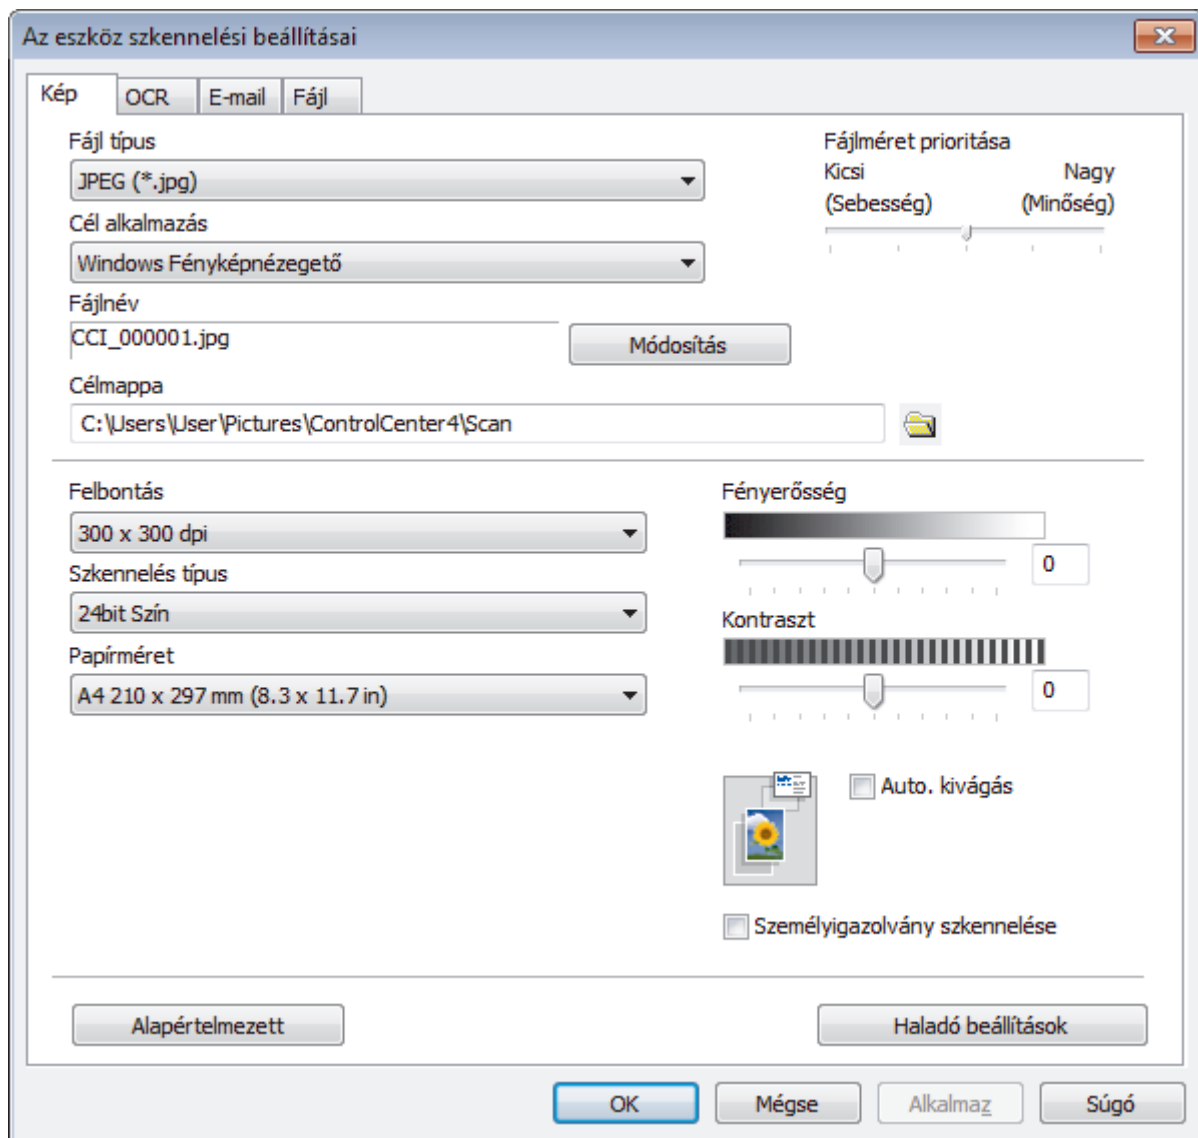 Az eszköz szkennelési beállításai
Kép OCR E-mail Fájl
Fájl típus
JPEG (*.jpg)
Cél alkalmazás
Windows Fényképnézegető
Fájlnév
CCI_000001.jpg
Módosítás
Célmappa
C:\Users\User\Pictures\ControlCenter4\Scan
Fájlméret prioritása
Kicsi Nagy
(Sebesség) (Minőség)
Felbontás
300 x 300 dpi
Szkennelés típus
24bit Szín
Papírméret
A4 210 x 297 mm (8.3 x 11.7 in)
Fényerősség
0
Kontraszt
0
Auto. kivágás
Személyigazolvány szkennelése
Alapértelmezett
Haladó beállítások
OK Mégse Alkalmaz Súgó